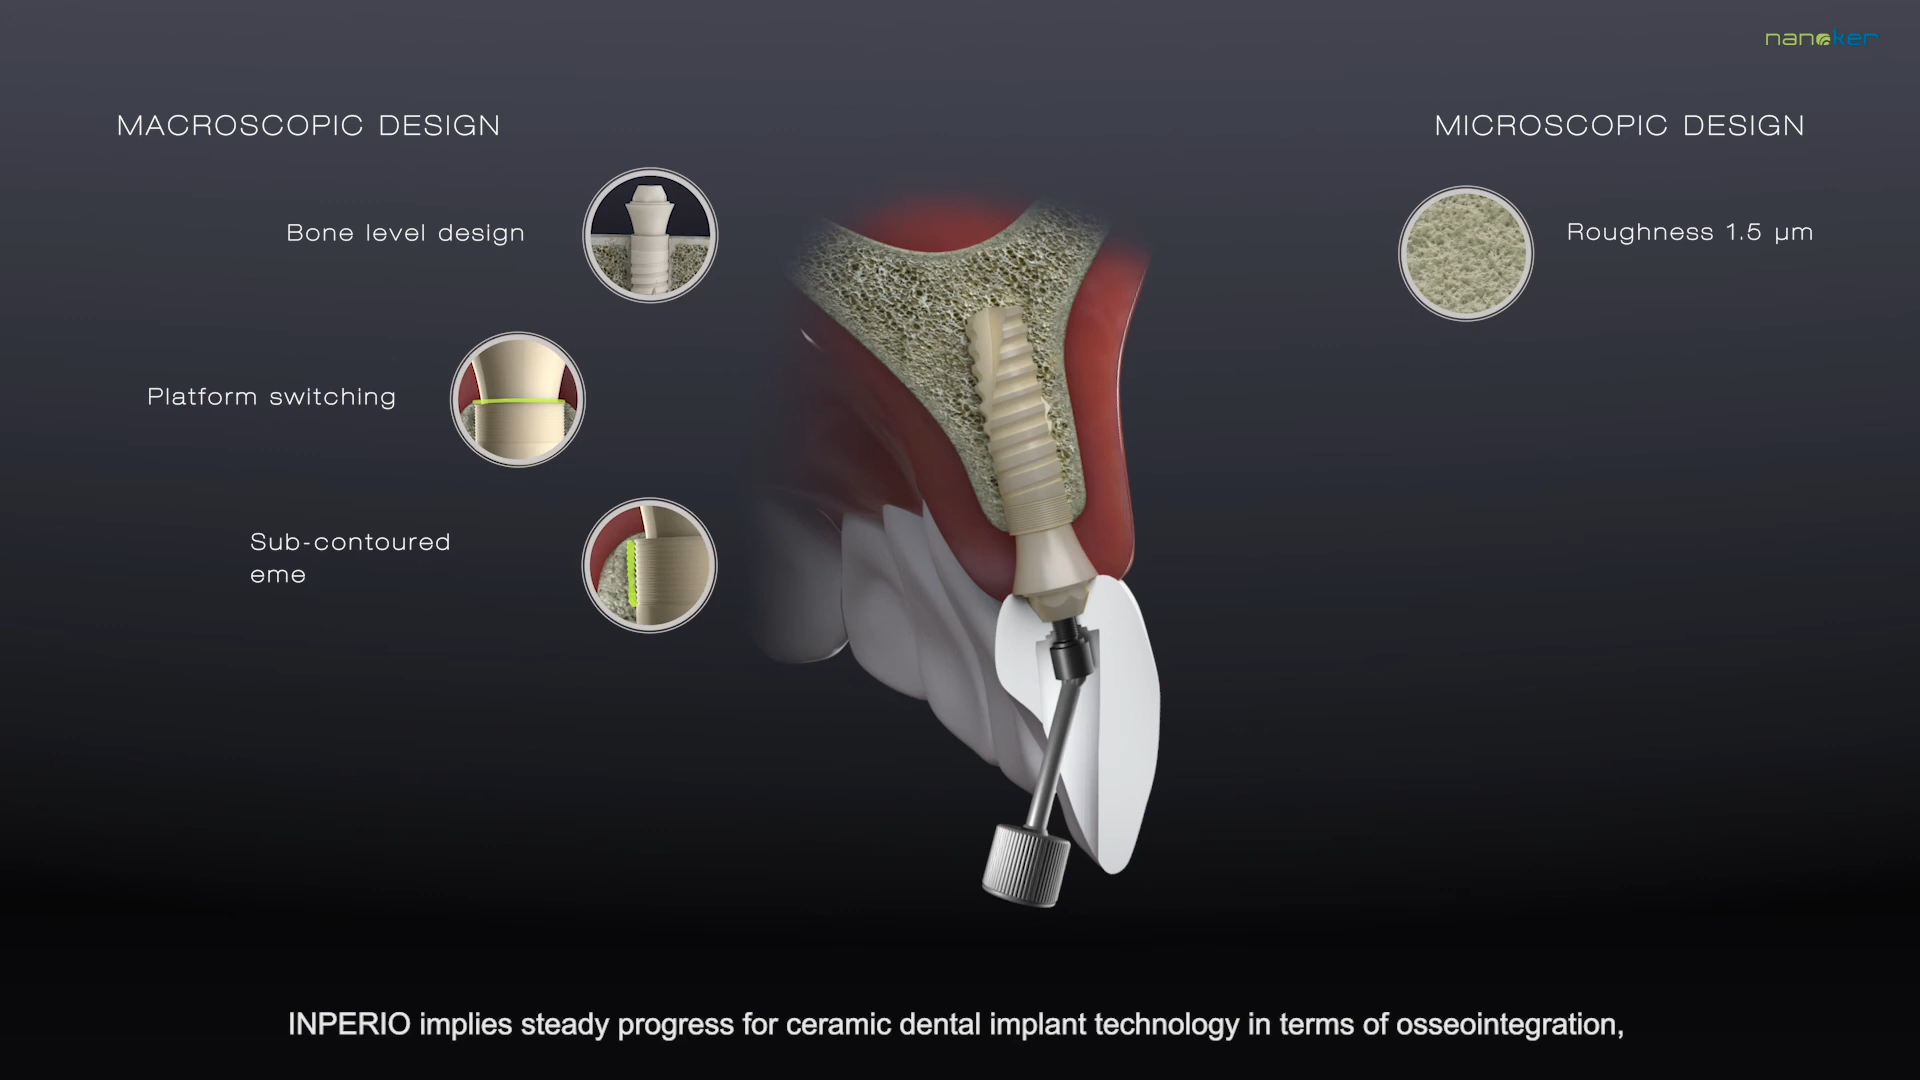 nanoker
MACROSCOPIC DESIGN
MICROSCOPIC DESIGN
Bone level design
Roughness 1.5 µm
Platform switching
Sub-contoured
eme
INPERIO implies steady progress for ceramic dental implant technology in terms of osseointegration,